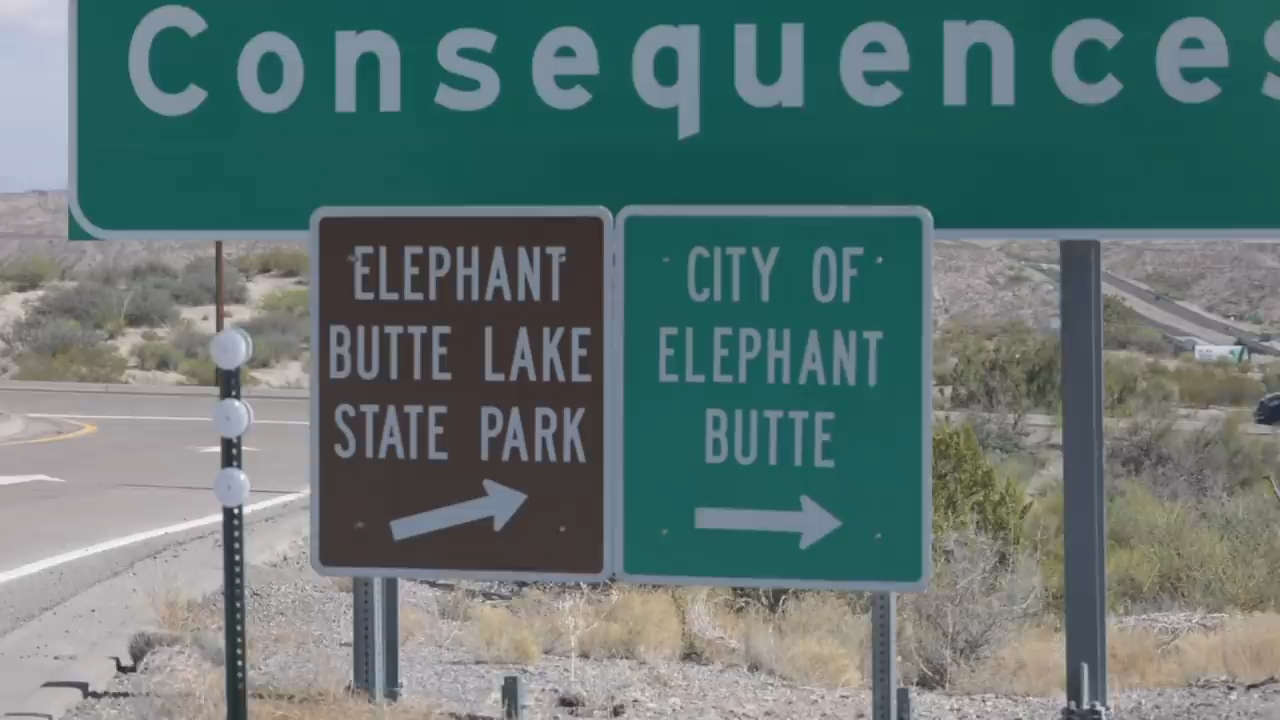 Consequences
ELEPHANT
BUTTE LAKE
STATE PARK
CITY OF
ELEPHANT
BUTTE